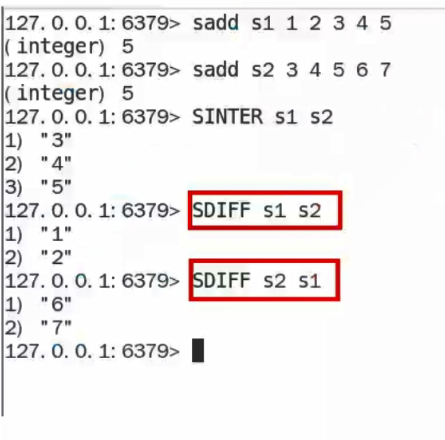 127.0.0.1:6379> sadd s1 1 2 3 4 5
(integer) 5
127.0.0.1:6379> sadd s2 3 4 5 6 7
(integer) 5
127.0.0.1:6379> SINTER s1 s2
1) "3"
2) "4"
3) "5"
127.0.0.1:6379> SDIFF s1 s2
1) "1"
2) "2"
127.0.0.1:6379> SDIFF s2 s1
1) "6"
2) "7"
127.0.0.1:6379>